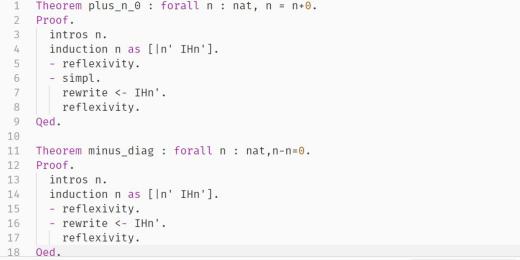 1 Theorem plus_n_0 : forall n : nat, n = n+0.
2 Proof.
3   intros n.
4   induction n as [|n' IHn'].
5   - reflexivity.
6   - simpl.
7     rewrite <- IHn'.
8     reflexivity.
9 Qed.
10
11 Theorem minus_diag : forall n : nat,n-n=0.
12 Proof.
13   intros n.
14   induction n as [|n' IHn'].
15   - reflexivity.
16   - rewrite <- IHn'.
17     reflexivity.
18 Qed.